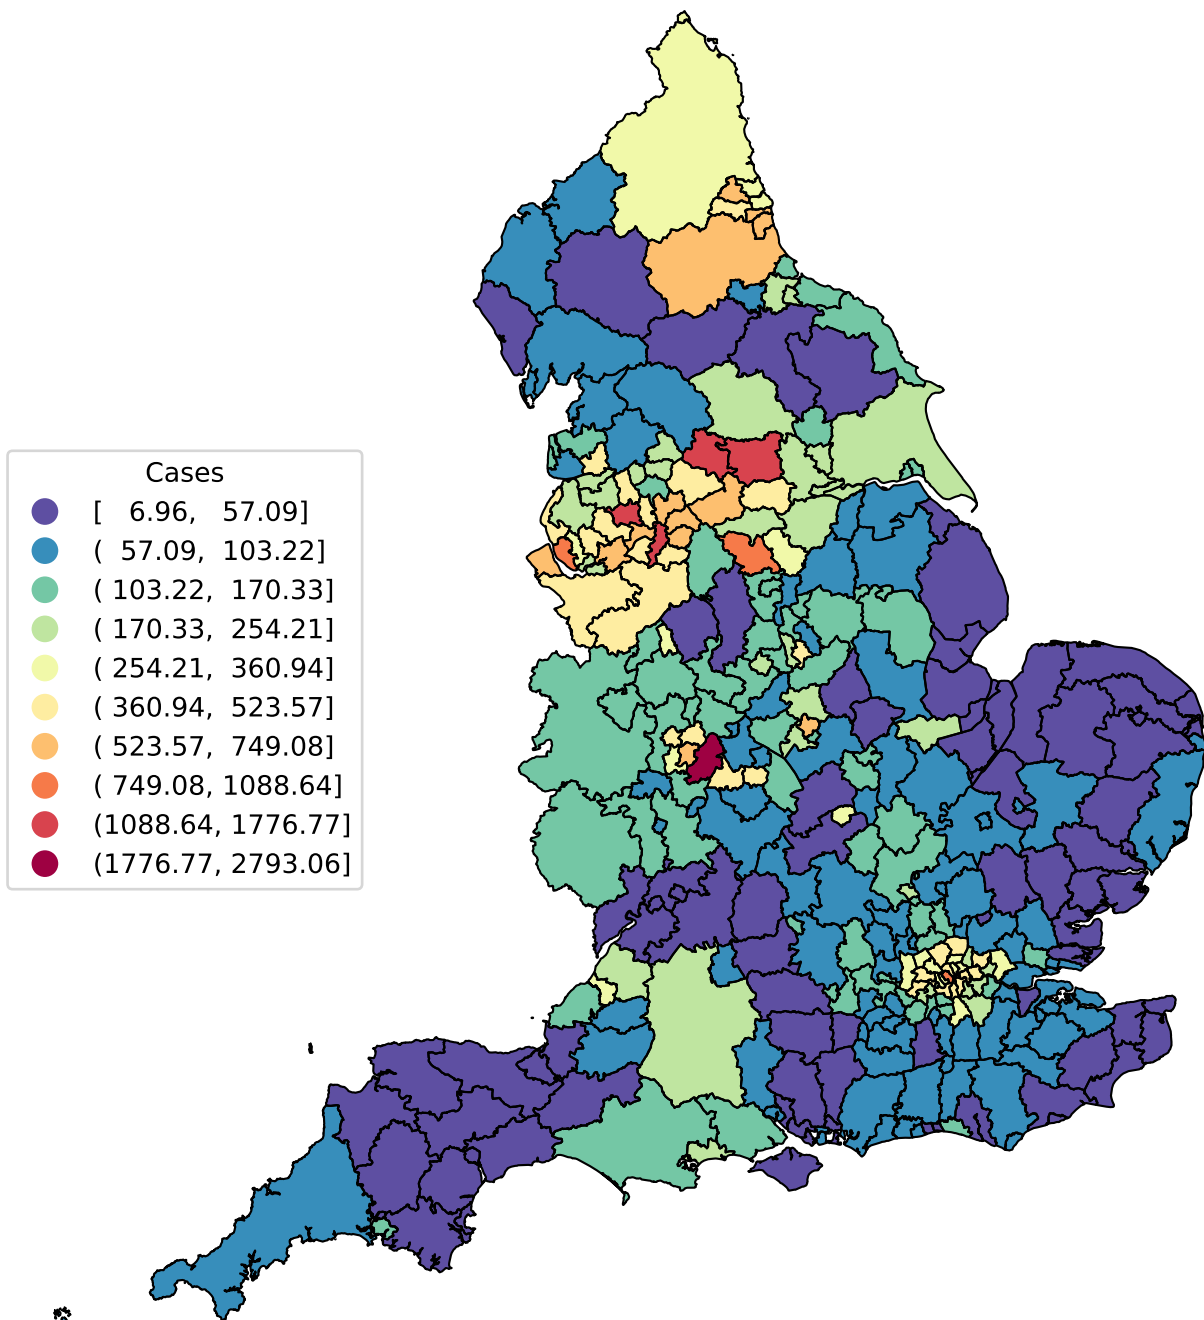 Cases
[   6.96,   57.09]
(  57.09,  103.22]
( 103.22,  170.33]
( 170.33,  254.21]
( 254.21,  360.94]
( 360.94,  523.57]
( 523.57,  749.08]
( 749.08, 1088.64]
(1088.64, 1776.77]
(1776.77, 2793.06]